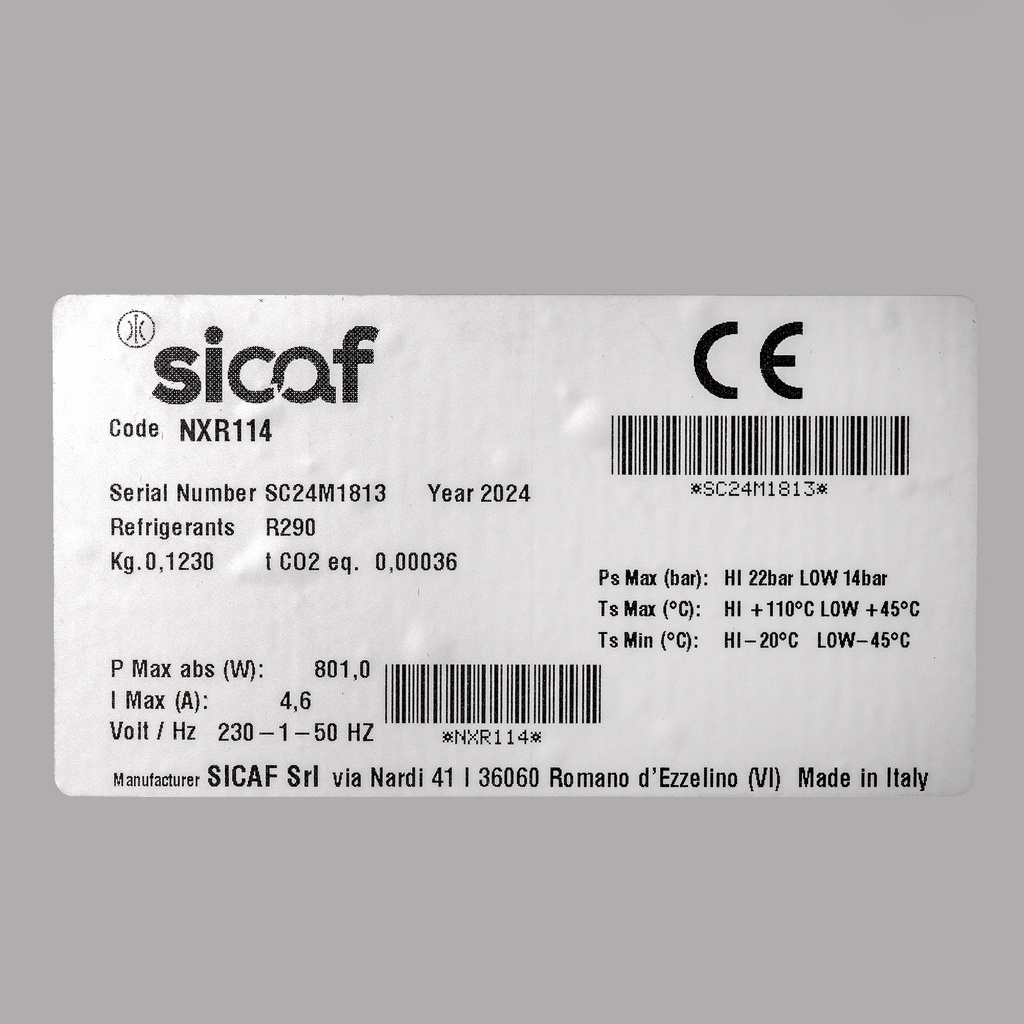 sicaf
CE
Code NXR114
*SC24M1813*
Serial Number SC24M1813 Year 2024
Refrigerants R290
Kg.0,1230 t CO2 eq. 0,00036
Ps Max (bar): HI 22bar LOW 14bar
Ts Max (°C): HI +110°C LOW +45°C
Ts Min (°C): HI-20°C LOW-45°C
P Max abs (W): 801,0
I Max (A): 4,6
Volt / Hz 230-1-50 HZ
*NXR114*
Manufacturer SICAF Srl via Nardi 41 I 36060 Romano d'Ezzelino (VI) Made in Italy